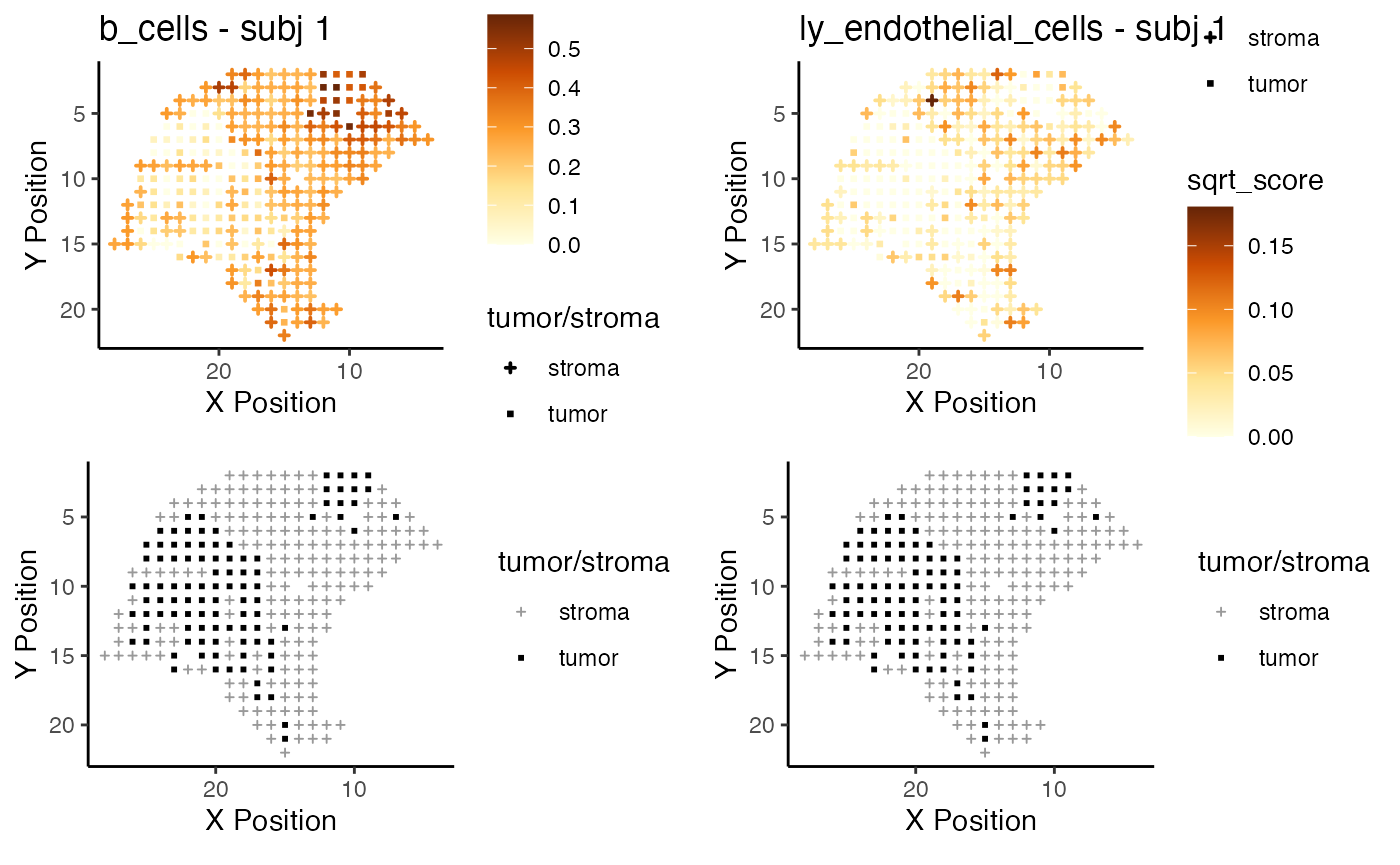 b_cells - subj 1
0.5
0.4
0.3
0.2
0.1
0.0
tumor/stroma
stroma
tumor
5
10
15
20
Y Position
20 10
X Position
ly_endothelial_cells - subj 1
stroma
tumor
sqrt_score
0.15
0.10
0.05
0.00
5
10
15
20
Y Position
20 10
X Position
5
10
15
20
Y Position
20 10
X Position
tumor/stroma
stroma
tumor
5
10
15
20
Y Position
20 10
X Position
tumor/stroma
stroma
tumor